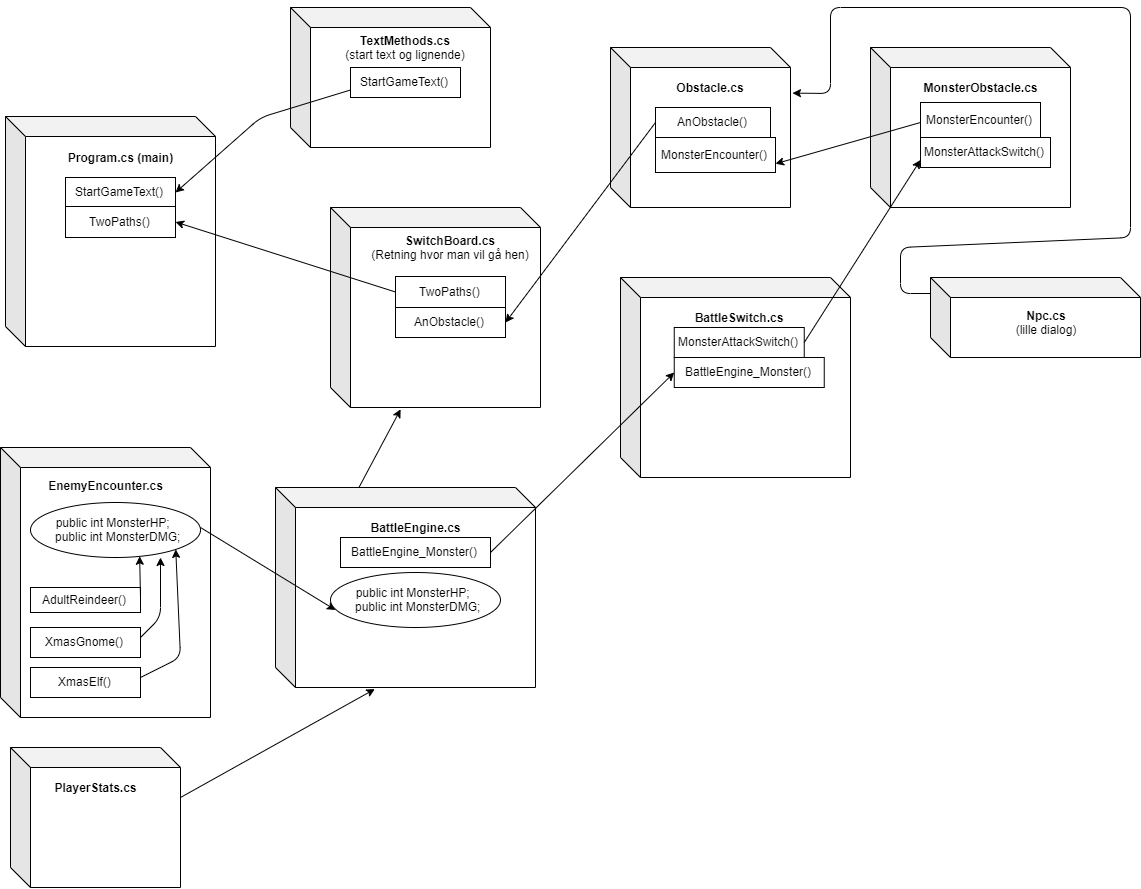 TextMethods.cs
(start text og lignende)
StartGameText()
Obstacle.cs
AnObstacle()
MonsterEncounter()
MonsterObstacle.cs
MonsterEncounter()
MonsterAttackSwitch()
Program.cs (main)
StartGameText()
TwoPaths()
SwitchBoard.cs
(Retning hvor man vil gå hen)
TwoPaths()
AnObstacle()
BattleSwitch.cs
MonsterAttackSwitch()
BattleEngine_Monster()
Npc.cs
(lille dialog)
EnemyEncounter.cs
public int MonsterHP;
public int MonsterDMG;
AdultReindeer()
XmasGnome()
XmasElf()
BattleEngine.cs
BattleEngine_Monster()
public int MonsterHP;
public int MonsterDMG;
PlayerStats.cs